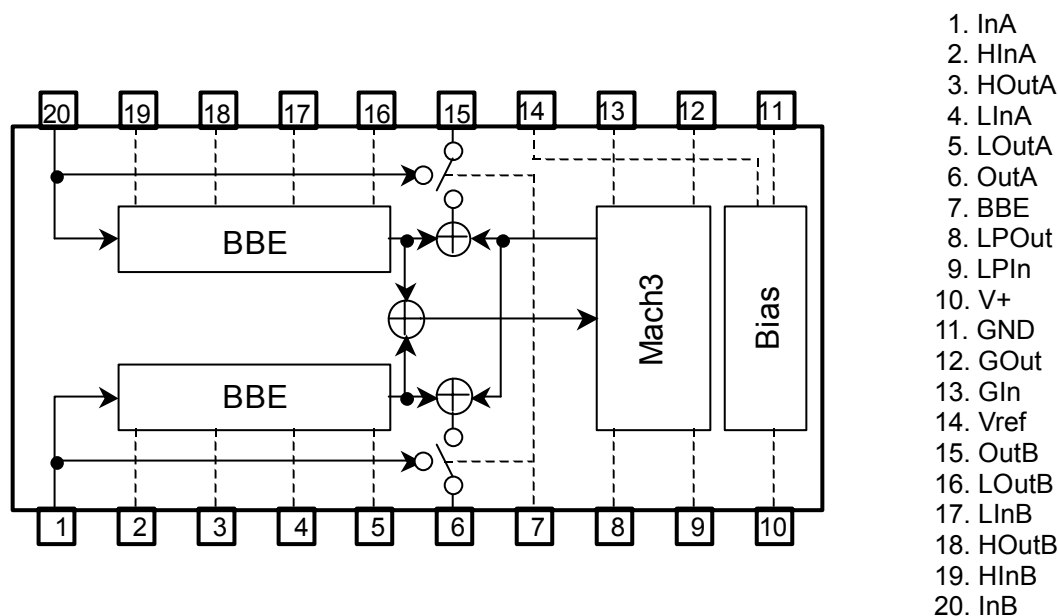 20 19 18 17 16 15 14 13 12 11
BBE
BBE
Mach3
Bias
1 2 3 4 5 6 7 8 9 10
1. InA
2. HInA
3. HOutA
4. LInA
5. LOutA
6. OutA
7. BBE
8. LPOut
9. LPIn
10. V+
11. GND
12. GOut
13. GIn
14. Vref
15. OutB
16. LOutB
17. LInB
18. HOutB
19. HInB
20. InB